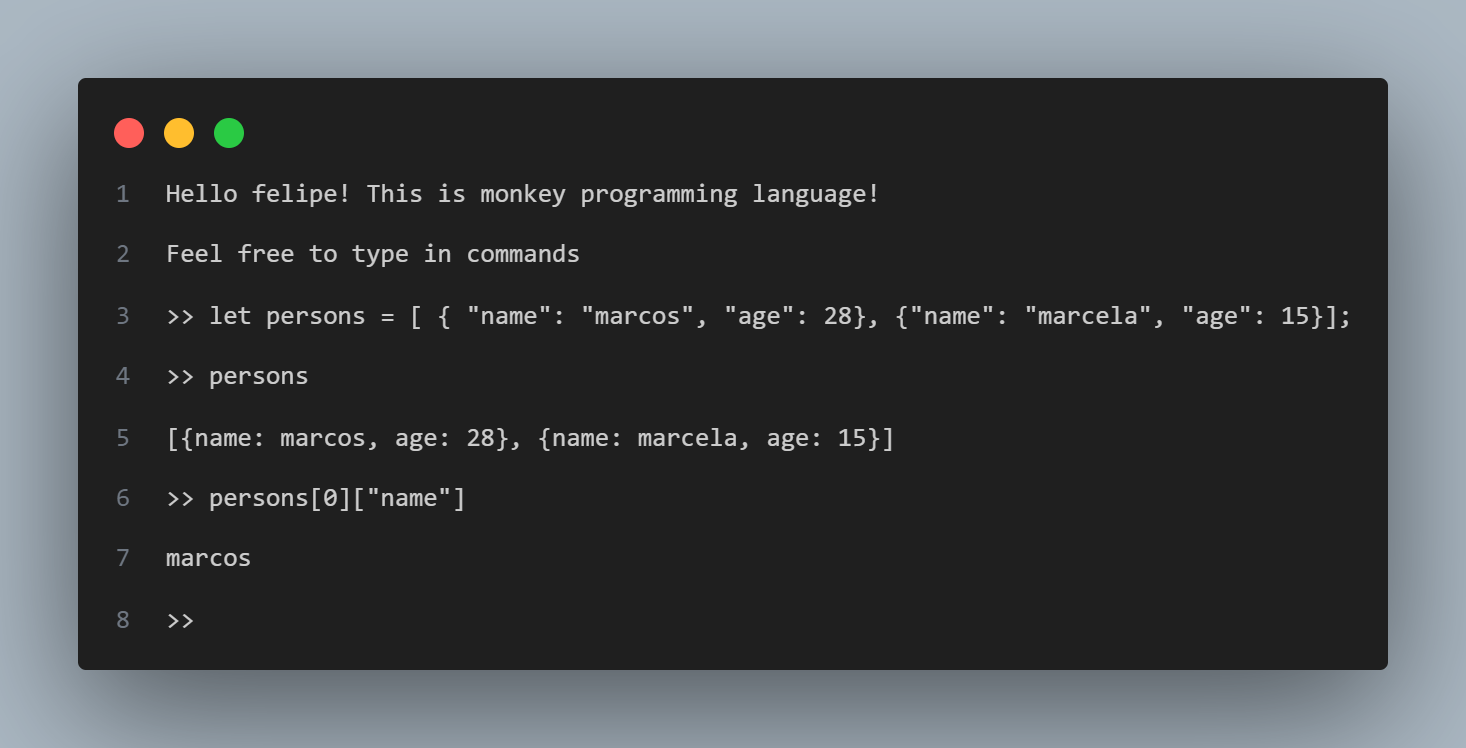 1 Hello felipe! This is monkey programming language!
2 Feel free to type in commands
3 >> let persons = [ { "name": "marcos", "age": 28}, {"name": "marcela", "age": 15}];
4 >> persons
5 [{name: marcos, age: 28}, {name: marcela, age: 15}]
6 >> persons[0]["name"]
7 marcos
8 >>